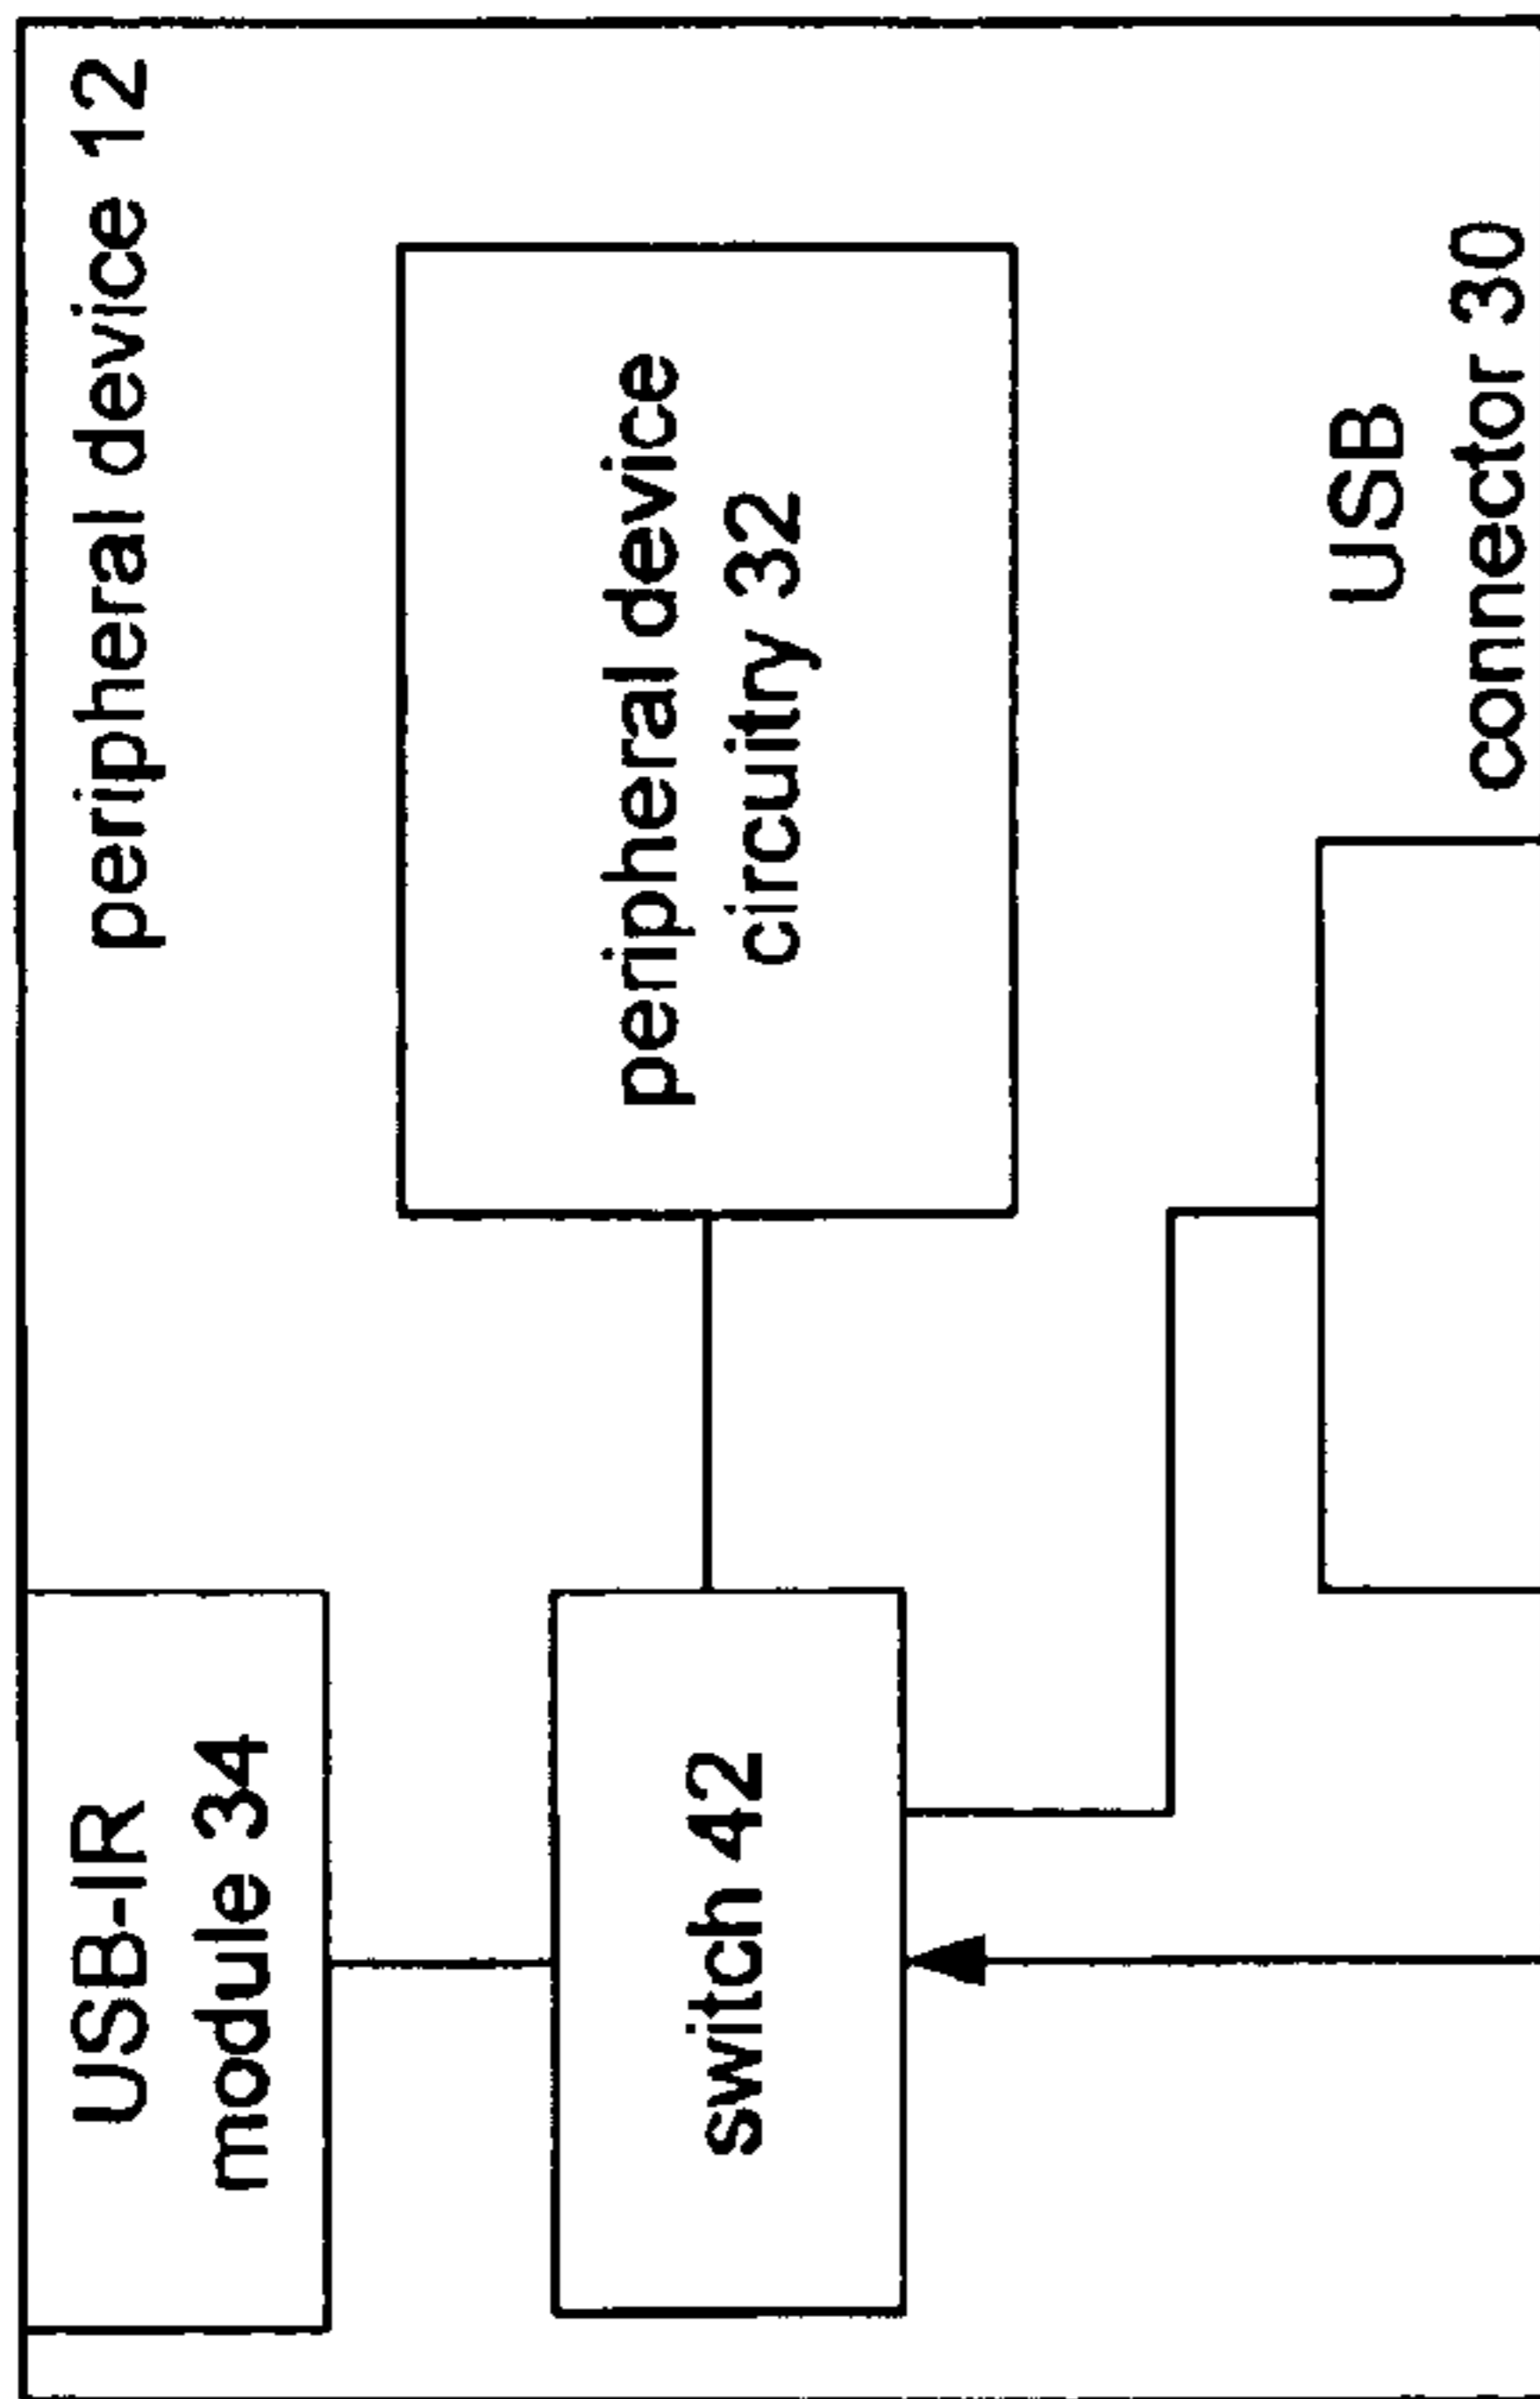 peripheral device 12
USB-IR
module 34
peripheral device
circuitry 32
switch 42
USB
connector 30